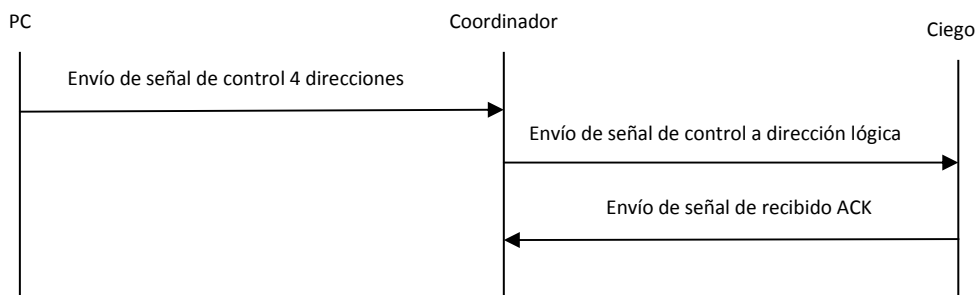 PC
Coordinador
Ciego
Envío de señal de control 4 direcciones
Envío de señal de control a dirección lógica
Envío de señal de recibido ACK